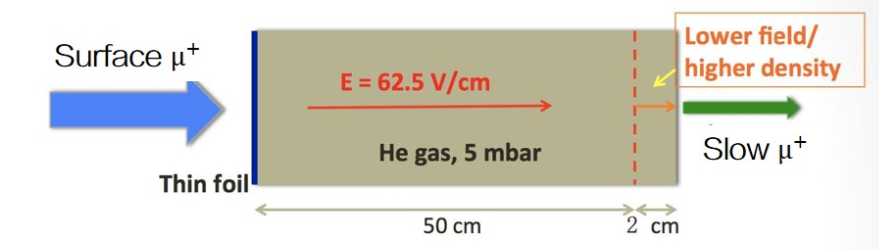 Surface μ⁺
E = 62.5 V/cm
Lower field/
higher density
He gas, 5 mbar
Slow μ⁺
Thin foil
50 cm
2 cm